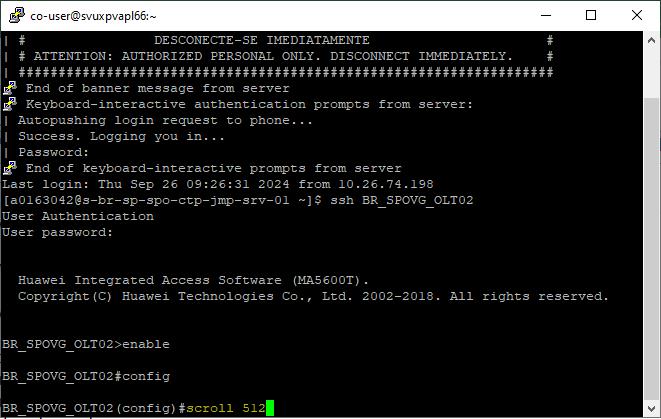 co-user@svuxpvapl66:~
| #                  DESCONECTE-SE IMEDIATAMENTE                        #
| # ATTENTION: AUTHORIZED PERSONAL ONLY. DISCONNECT IMMEDIATELY.    #
| ##################################################################
End of banner message from server
Keyboard-interactive authentication prompts from server:
| Autopushing login request to phone...
| Success. Logging you in...
| Password:
End of keyboard-interactive prompts from server
Last login: Thu Sep 26 09:26:31 2024 from 10.26.74.198
[a0163042@s-br-sp-spo-ctp-jmp-srv-01 ~]$ ssh BR_SPOVG_OLT02
User Authentication
User password:
Huawei Integrated Access Software (MA5600T).
Copyright(C) Huawei Technologies Co., Ltd. 2002-2018. All rights reserved.
BR_SPOVG_OLT02>enable
BR_SPOVG_OLT02#config
BR_SPOVG_OLT02(config)#scroll 512